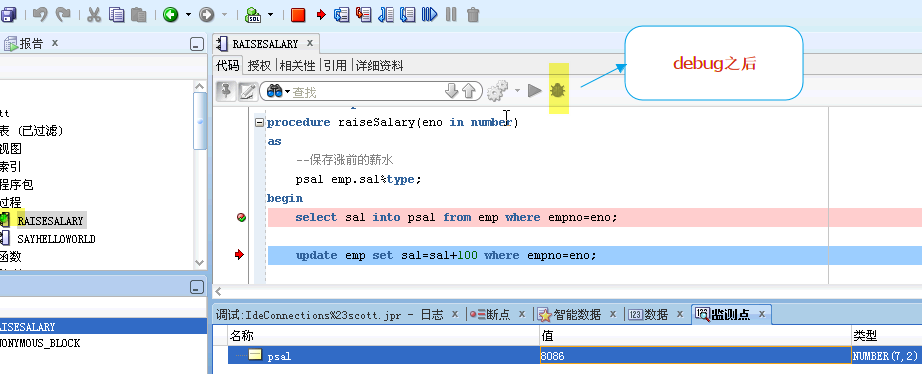 SQL
报告
RAISESALARY
代码 授权 相关性 引用 详细资料
debug之后
查找
tt
表 (已过滤)
视图
索引
程序包
过程
RAISESALARY
SAYHELLOWORLD
函数
procedure raiseSalary(eno in number)
as
--保存涨前的薪水
psal emp.sal%type;
begin
select sal into psal from emp where empno=eno;
update emp set sal=sal+100 where empno=eno;
AISESALARY
NONYMOUS_BLOCK
调试:IdeConnections%23scott.jpr - 日志 断点 智能数据 数据 监测点
名称 值 类型
psal 8086 NUMBER(7,2)